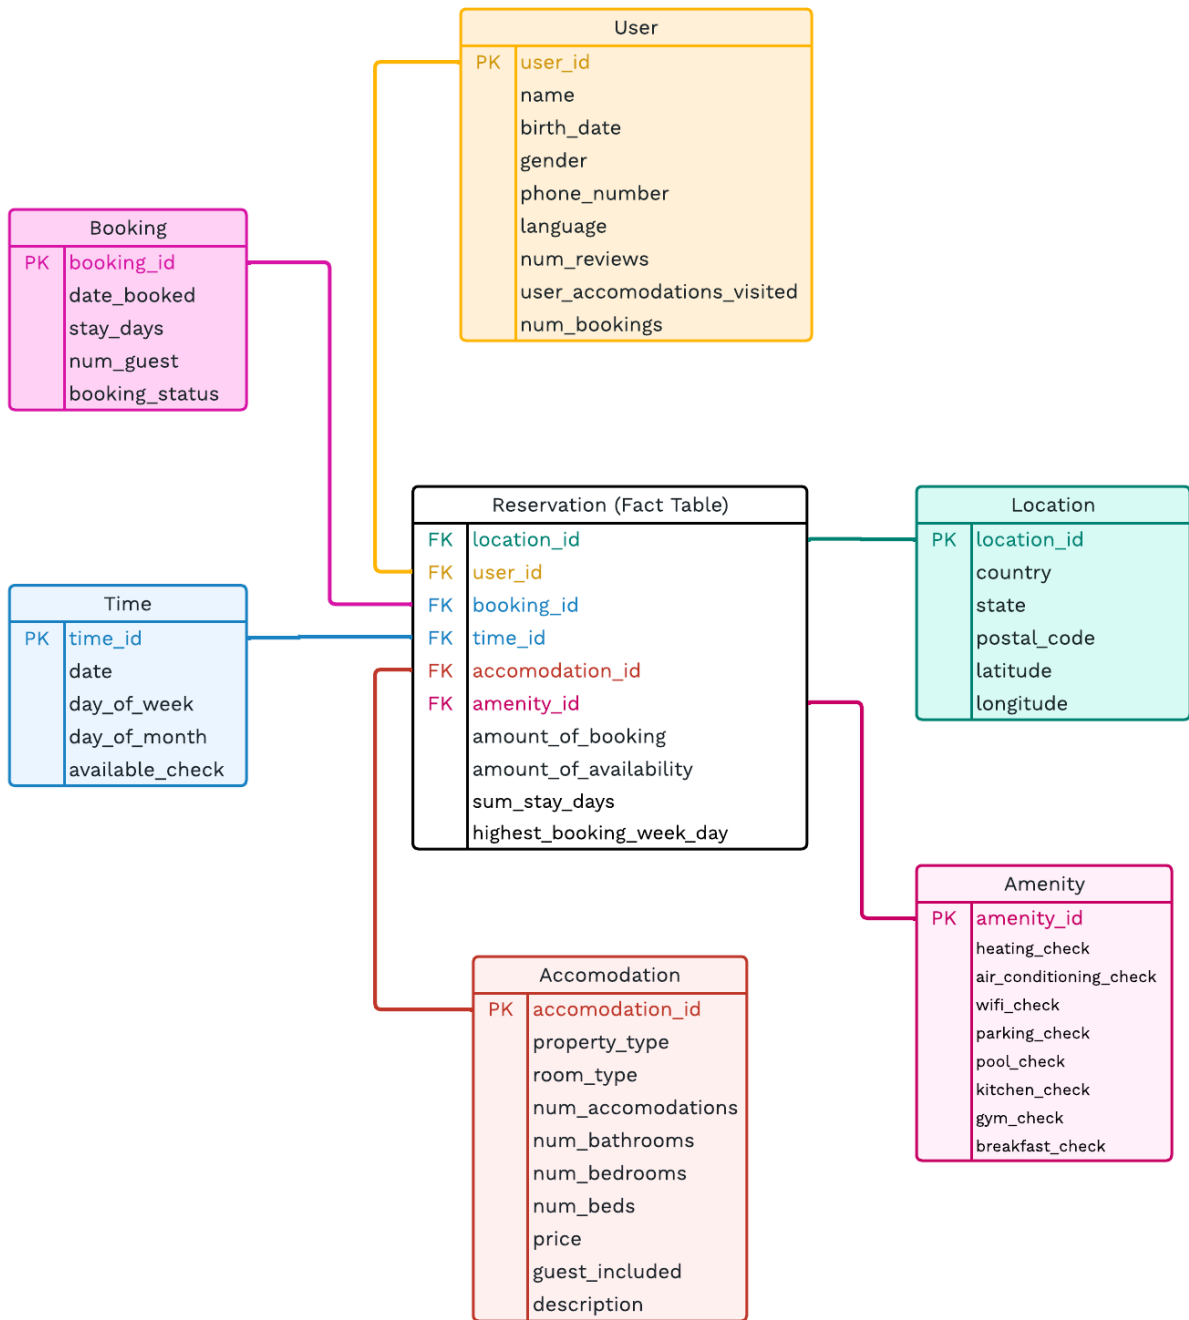 User
PK user_id
name
birth_date
gender
phone_number
language
num_reviews
user_accomodations_visited
num_bookings
Booking
PK booking_id
date_booked
stay_days
num_guest
booking_status
Reservation (Fact Table)
FK location_id
FK user_id
FK booking_id
FK time_id
FK accomodation_id
FK amenity_id
amount_of_booking
amount_of_availability
sum_stay_days
highest_booking_week_day
Location
PK location_id
country
state
postal_code
latitude
longitude
Time
PK time_id
date
day_of_week
day_of_month
available_check
Amenity
PK amenity_id
heating_check
air_conditioning_check
wifi_check
parking_check
pool_check
kitchen_check
gym_check
breakfast_check
Accomodation
PK accomodation_id
property_type
room_type
num_accomodations
num_bathrooms
num_bedrooms
num_beds
price
guest_included
description